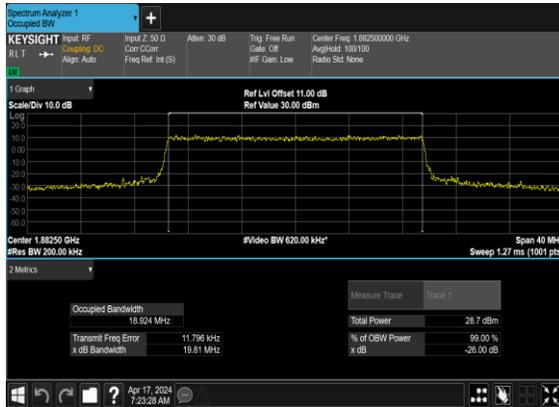 Spectrum Analyzer 1
Occupied BW
KEYSIGHT
R L T
LXI
Input: RF
Coupling: DC
Align: Auto
Input Z: 50 Ω
Corr CCorr
Freq Ref: Int (S)
Atten: 30 dB
Trig: Free Run
Gate: Off
#IF Gain: Low
Center Freq: 1.882500000 GHz
Avg|Hold: 100/100
Radio Std: None
1 Graph
Scale/Div 10.0 dB
Ref Lvl Offset 11.00 dB
Ref Value 30.00 dBm
Log
20.0
10.0
0.00
-10.0
-20.0
-30.0
-40.0
-50.0
-60.0
Center 1.88250 GHz
#Video BW 620.00 kHz*
Span 40 MH
#Res BW 200.00 kHz
Sweep 1.27 ms (1001 pts
2 Metrics
Measure Trace Trace 1
Occupied Bandwidth
18.924 MHz
Total Power 28.7 dBm
Transmit Freq Error 11.796 kHz
% of OBW Power 99.00 %
x dB Bandwidth 19.81 MHz
x dB -26.00 dB
Apr 17, 2024
7:23:28 AM